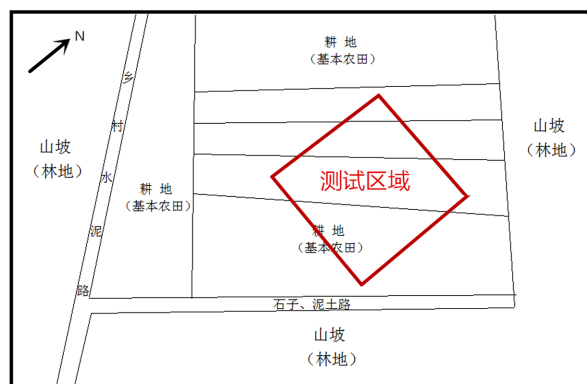 N
耕 地
（基本农田）
乡村水泥路
山坡
（林地）
山坡
（林地）
测试区域
耕 地
（基本农田）
耕 地
（基本农田）
石子、泥土路
山坡
（林地）